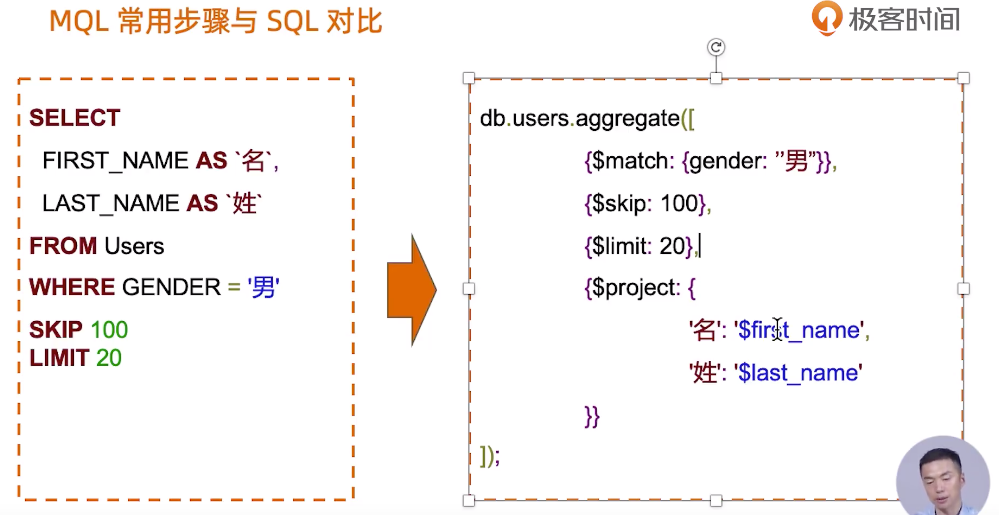 MQL 常用步骤与 SQL 对比
极客时间
SELECT
FIRST_NAME AS `名`,
LAST_NAME AS `姓`
FROM Users
WHERE GENDER = '男'
SKIP 100
LIMIT 20
db.users.aggregate([
{$match: {gender: ’’男”}},
{$skip: 100},
{$limit: 20},
{$project: {
'名': '$first_name',
'姓': '$last_name'
}}
]);